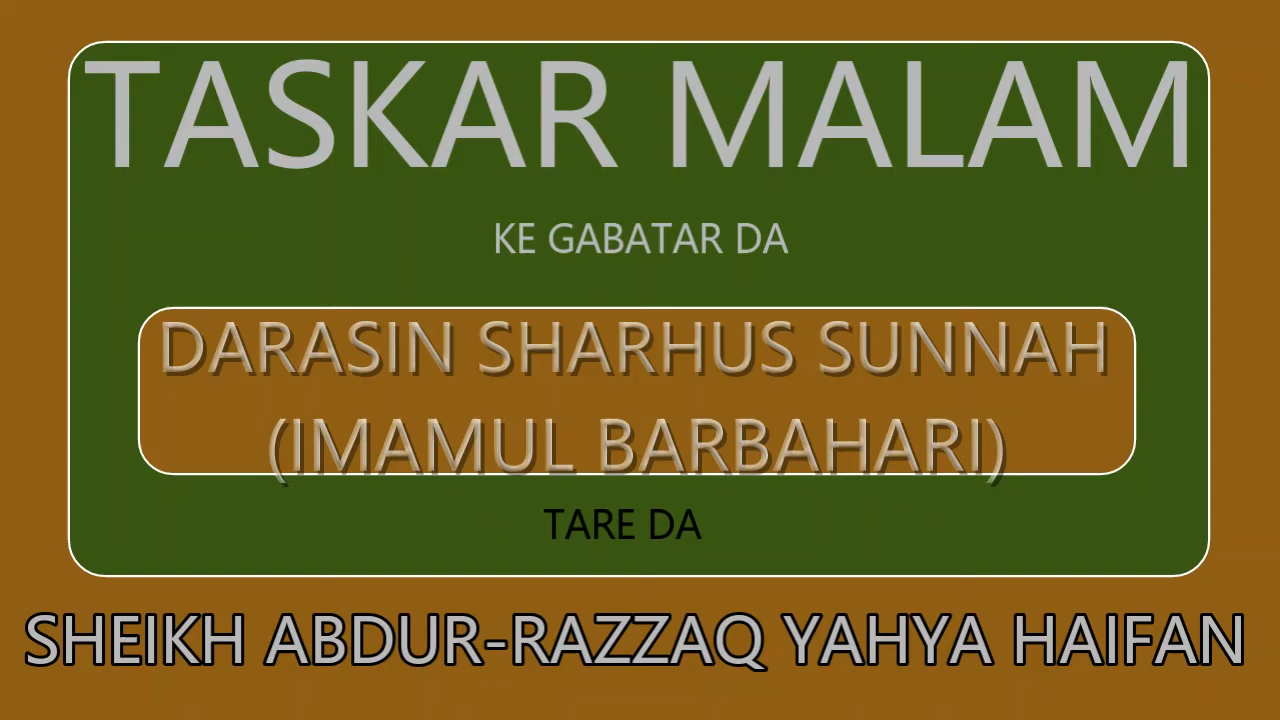 TASKAR MALAM
KE GABATAR DA
DARASIN SHARHUS SUNNAH
(IMAMUL BARBAHARI)
TARE DA
SHEIKH ABDUR-RAZZAQ YAHYA HAIFAN